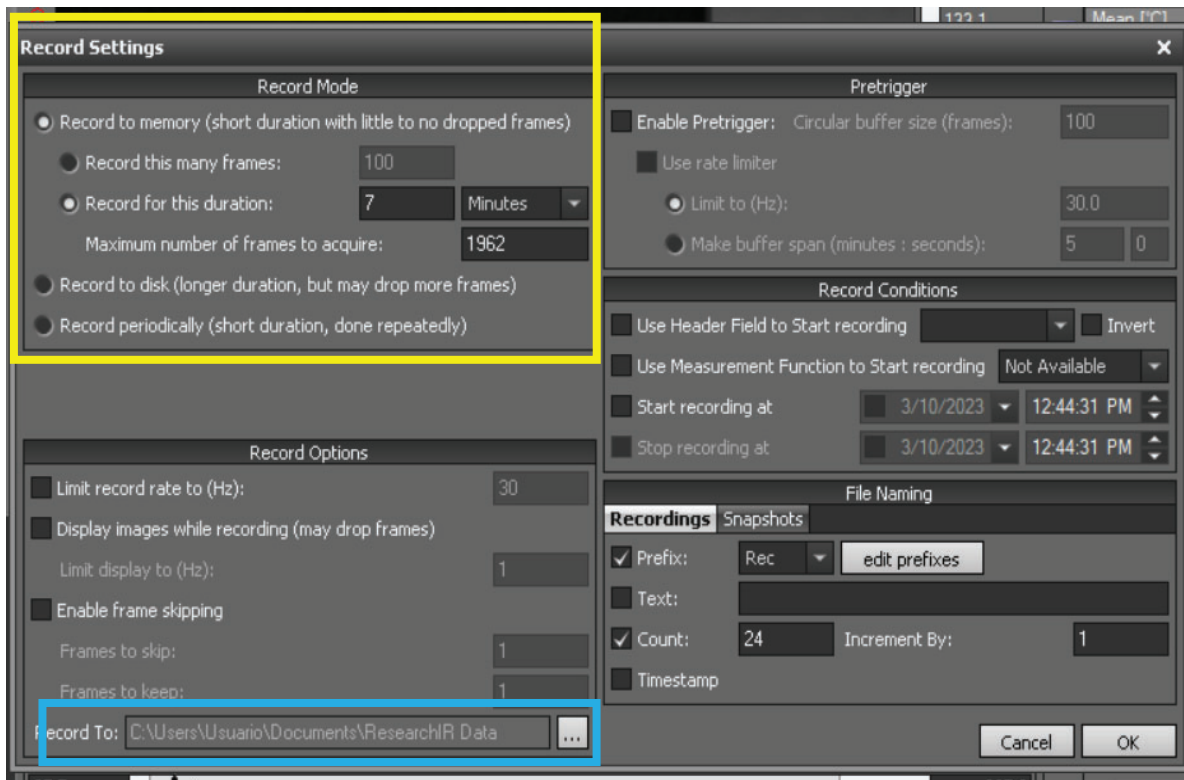 133.1 Mean [°C]
Record Settings
Record Mode
Record to memory (short duration with little to no dropped frames)
Record this many frames: 100
Record for this duration: 7 Minutes
Maximum number of frames to acquire: 1962
Record to disk (longer duration, but may drop more frames)
Record periodically (short duration, done repeatedly)
Record Options
Limit record rate to (Hz): 30
Display images while recording (may drop frames)
Limit display to (Hz): 1
Enable frame skipping
Frames to skip: 1
Frames to keep: 1
Record To: C:\Users\Usuario\Documents\ResearchIR Data ...
Pretrigger
Enable Pretrigger: Circular buffer size (frames): 100
Use rate limiter
Limit to (Hz): 30.0
Make buffer span (minutes : seconds): 5 0
Record Conditions
Use Header Field to Start recording Invert
Use Measurement Function to Start recording Not Available
Start recording at 3/10/2023 12:44:31 PM
Stop recording at 3/10/2023 12:44:31 PM
File Naming
Recordings Snapshots
Prefix: Rec edit prefixes
Text:
Count: 24 Increment By: 1
Timestamp
Cancel OK